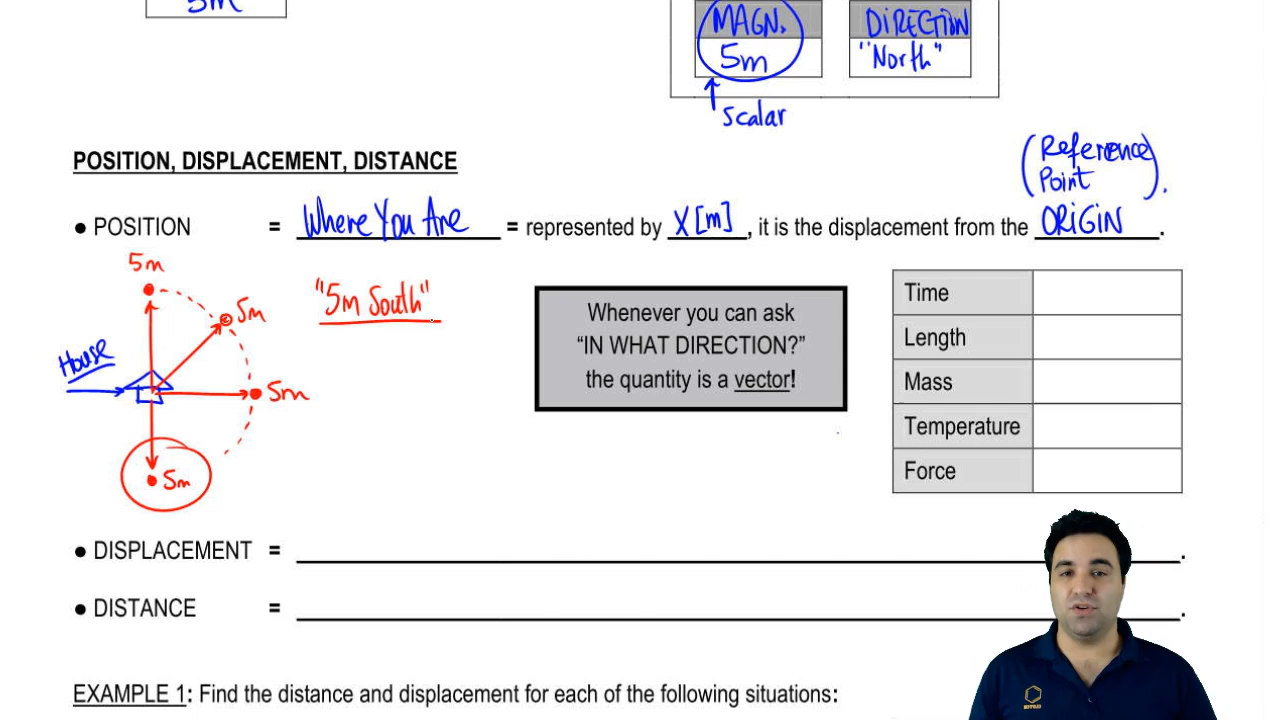 5m
MAGN. DIRECTION
5m "North"
scalar
POSITION, DISPLACEMENT, DISTANCE
(Reference Point).
● POSITION = Where You Are = represented by X [m], it is the displacement from the ORIGIN.
5m
5m
"5m South"
House
5m
5m
Whenever you can ask
“IN WHAT DIRECTION?”
the quantity is a vector!
Time
Length
Mass
Temperature
Force
● DISPLACEMENT = .
● DISTANCE = .
EXAMPLE 1: Find the distance and displacement for each of the following situations: